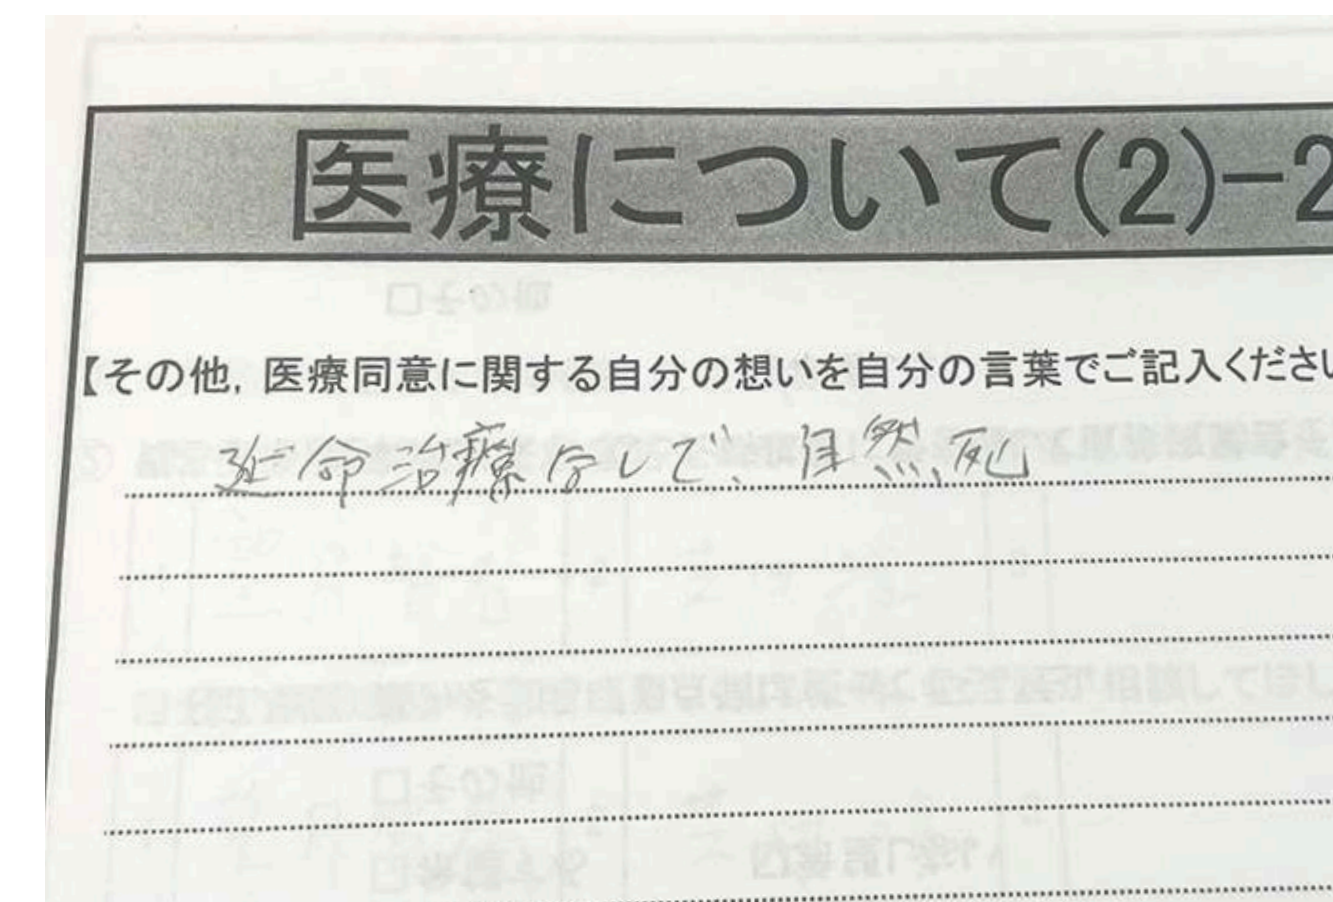 医療について(2)-2
【その他，医療同意に関する自分の想いを自分の言葉でご記入ください
延命治療なしで、自然死